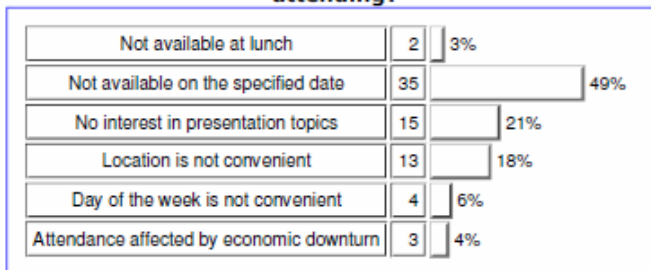 attending?
Not available at lunch 2 3%
Not available on the specified date 35 49%
No interest in presentation topics 15 21%
Location is not convenient 13 18%
Day of the week is not convenient 4 6%
Attendance affected by economic downturn 3 4%